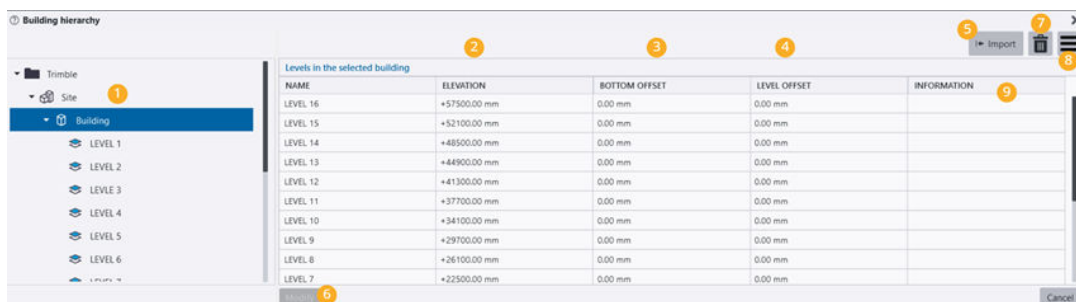 Building hierarchy
2 3 4 5 7
Import
8
Trimble
Site 1
Building
LEVEL 1
LEVEL 2
LEVLE 3
LEVEL 4
LEVEL 5
LEVEL 6
Levels in the selected building
NAME ELEVATION BOTTOM OFFSET LEVEL OFFSET INFORMATION
9
LEVEL 16 +57500.00 mm 0.00 mm 0.00 mm
LEVEL 15 +52100.00 mm 0.00 mm 0.00 mm
LEVEL 14 +48500.00 mm 0.00 mm 0.00 mm
LEVEL 13 +44900.00 mm 0.00 mm 0.00 mm
LEVEL 12 +41300.00 mm 0.00 mm 0.00 mm
LEVEL 11 +37700.00 mm 0.00 mm 0.00 mm
LEVEL 10 +34100.00 mm 0.00 mm 0.00 mm
LEVEL 9 +29700.00 mm 0.00 mm 0.00 mm
LEVEL 8 +26100.00 mm 0.00 mm 0.00 mm
LEVEL 7 +22500.00 mm 0.00 mm 0.00 mm
Modify 6
Cancel